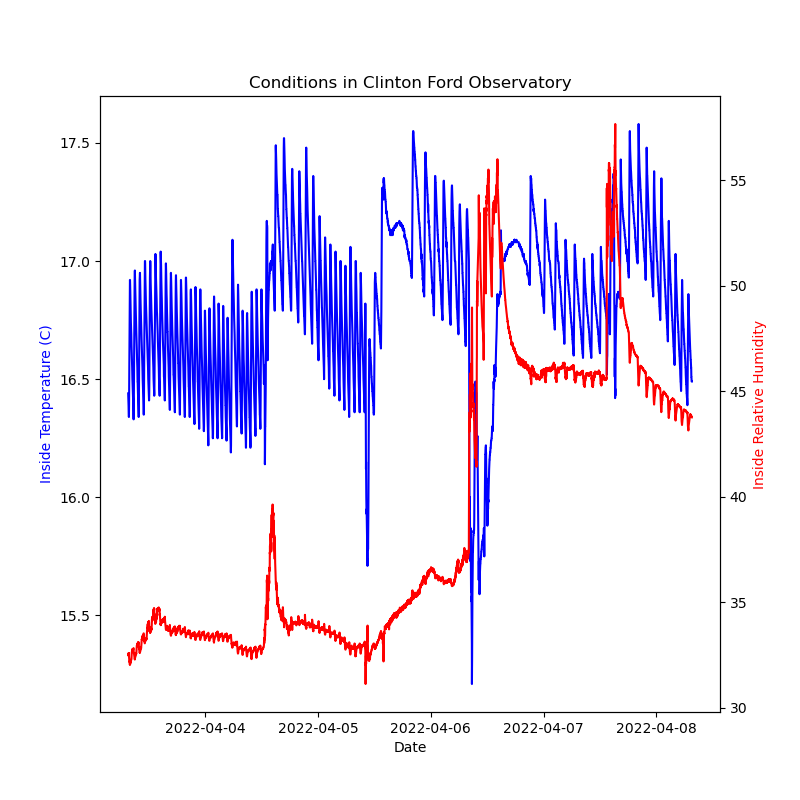 Conditions in Clinton Ford Observatory
Inside Temperature (C)
17.5
17.0
16.5
16.0
15.5
55
50
45
40
35
30
Inside Relative Humidity
2022-04-04 2022-04-05 2022-04-06 2022-04-07 2022-04-08
Date